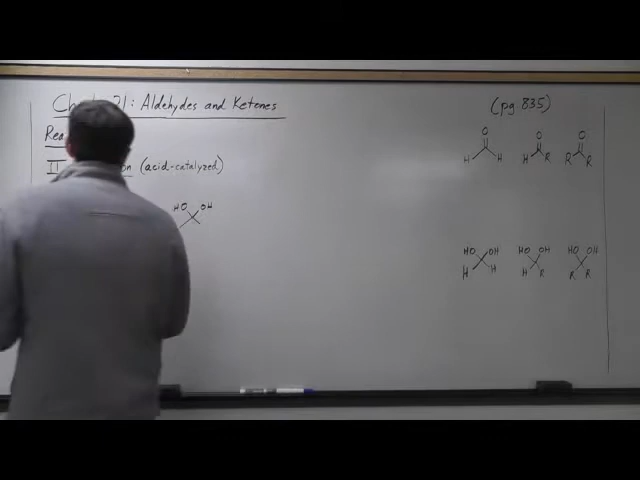 21: Aldehydes and Ketones
(pg 835)
Rea
II on (acid-catalyzed)
O O O
H H H R R R
HO OH
HO OH HO OH HO OH
H H H R R R